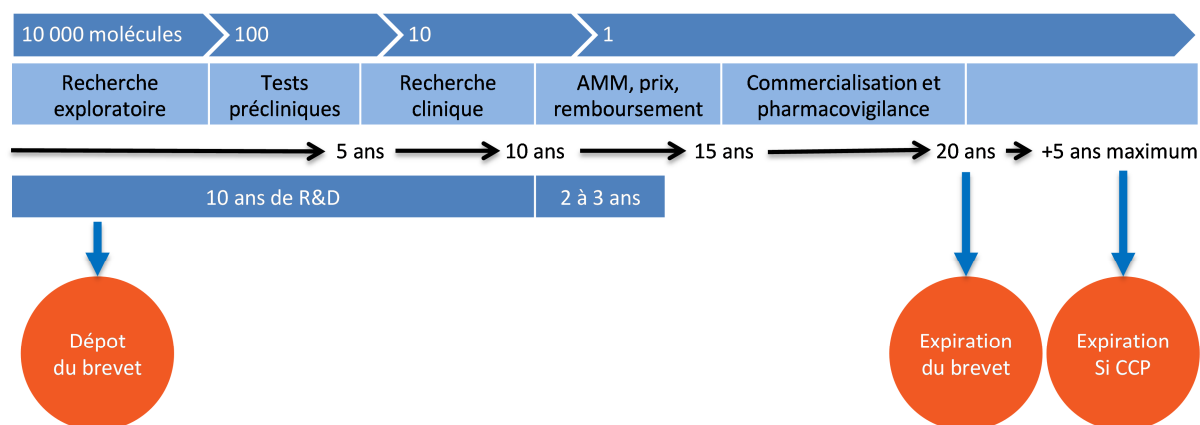 10 000 molécules 100 10 1
Recherche
exploratoire
Tests
précliniques
Recherche
clinique
AMM, prix,
remboursement
Commercialisation et
pharmacovigilance
5 ans 10 ans 15 ans 20 ans +5 ans maximum
10 ans de R&D 2 à 3 ans
Dépot
du brevet
Expiration
du brevet
Expiration
Si CCP